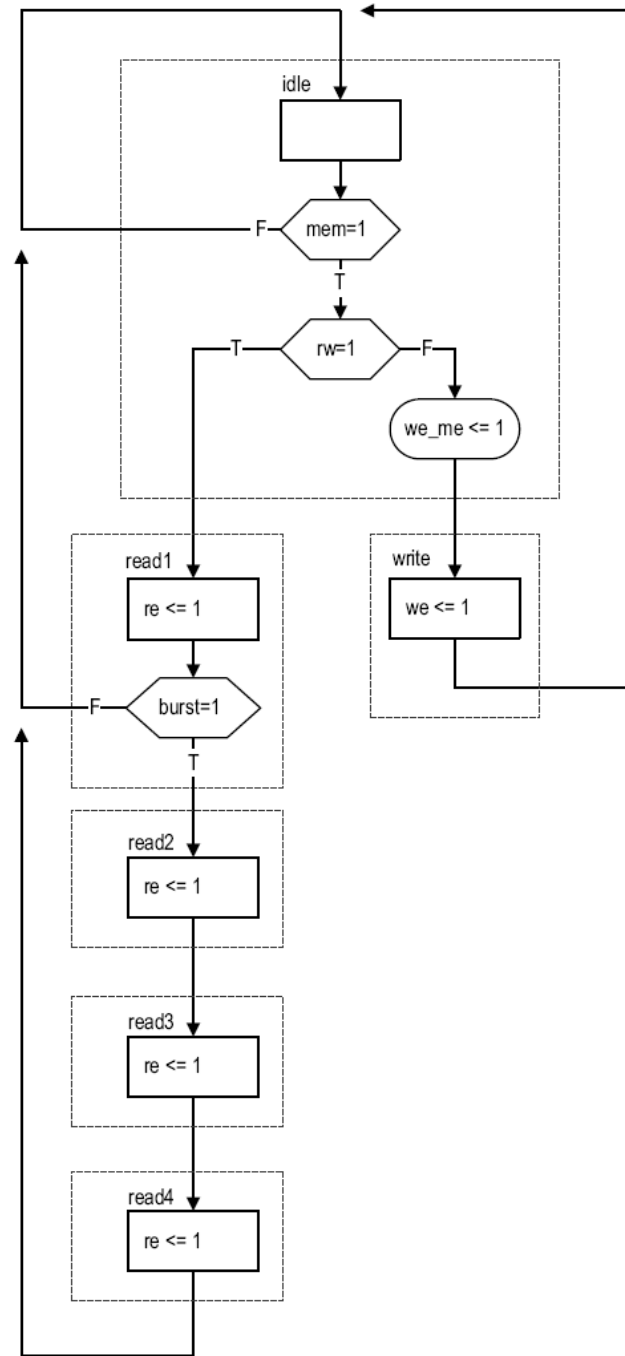 idle
F
mem=1
T
T
rw=1
F
we_me <= 1
read1
re <= 1
write
we <= 1
F
burst=1
T
read2
re <= 1
read3
re <= 1
read4
re <= 1